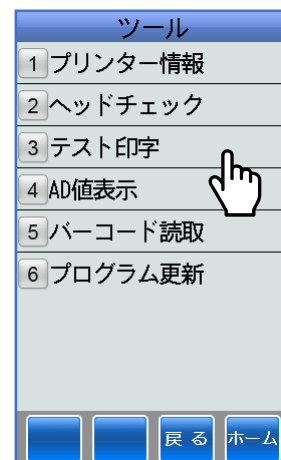 ツール
1 プリンター情報
2 ヘッドチェック
3 テスト印字
4 AD値表示
5 バーコード読取
6 プログラム更新
戻る ホーム